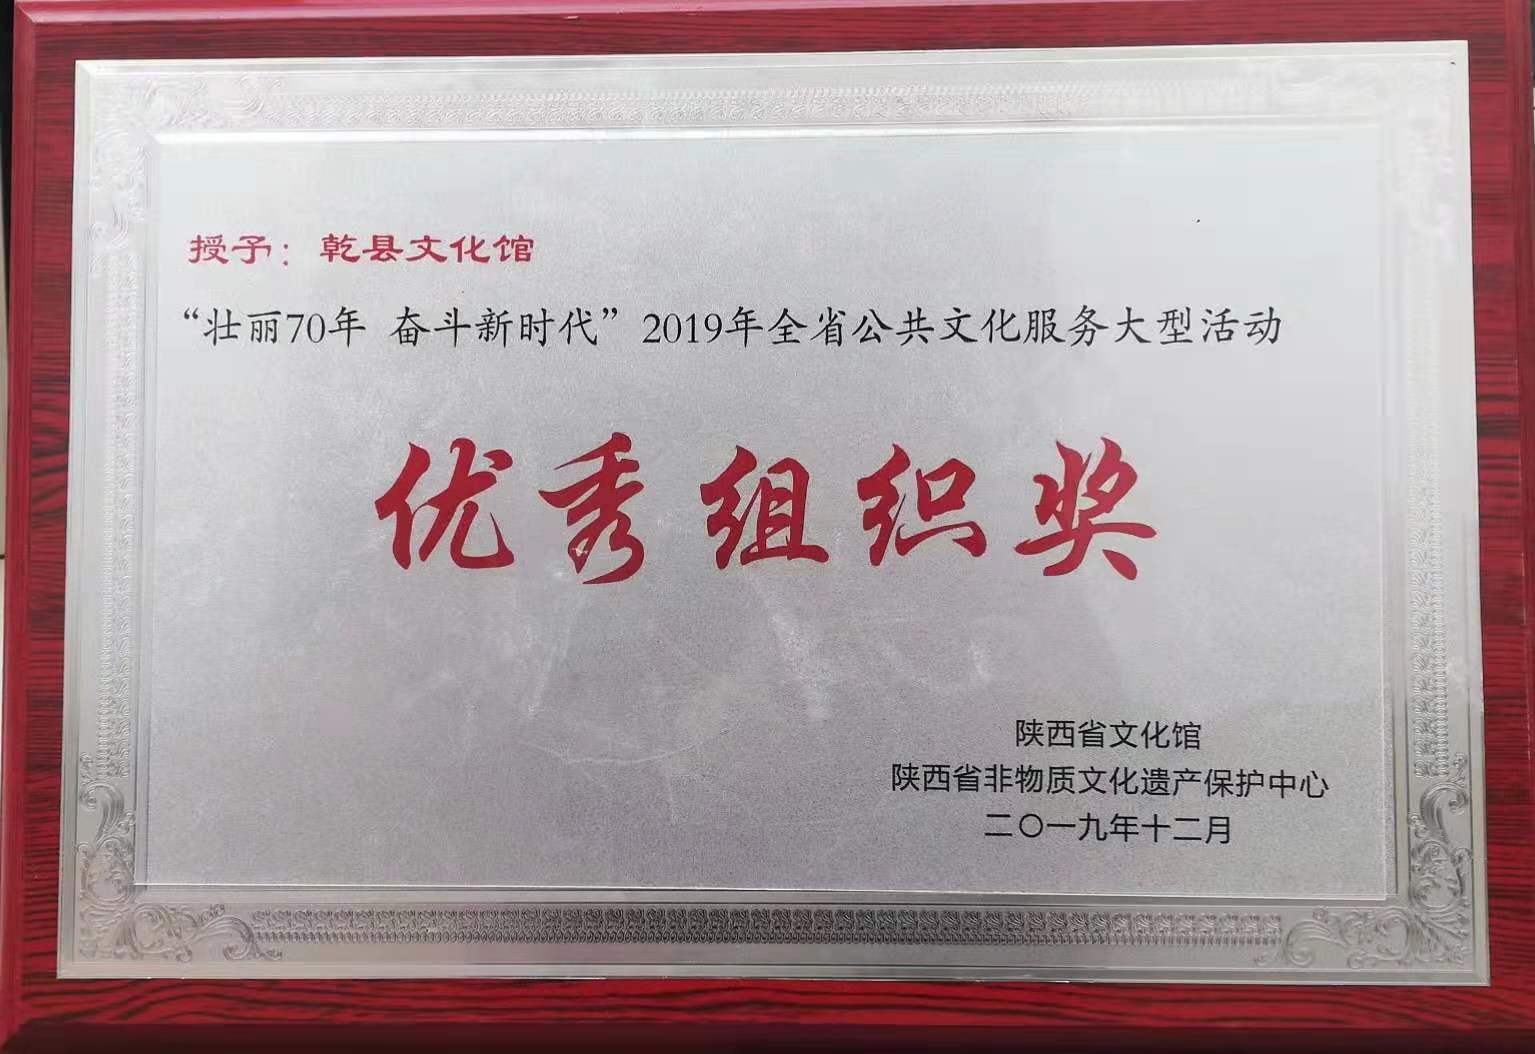 授予：乾县文化馆
“壮丽70年 奋斗新时代”2019年全省公共文化服务大型活动
优秀组织奖
陕西省文化馆
陕西省非物质文化遗产保护中心
二〇一九年十二月